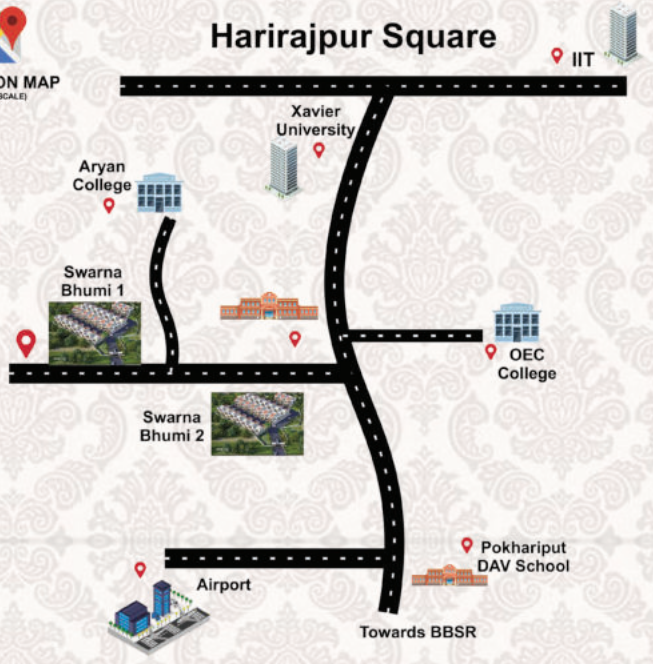 Harirajpur Square
IIT
ON MAP
SCALE)
Xavier
University
Aryan
College
Swarna
Bhumi 1
OEC
College
Swarna
Bhumi 2
Pokhariput
DAV School
Airport
Towards BBSR